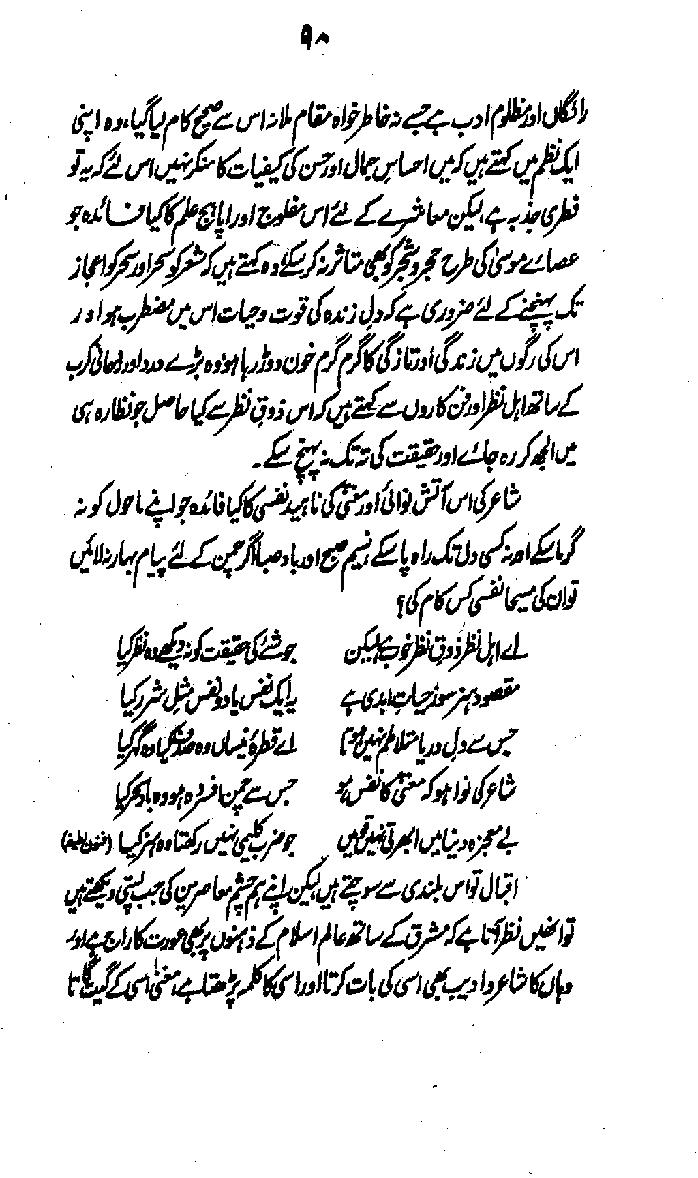 ۹۸
رائگاں اور مظلوم ادب ہے جسے نہ خاطر خواہ مقام ملا نہ اس سے صحیح کام لیا گیا، وہ اپنی
ایک نظم میں کہتے ہیں کہ میں احساسِ جمال اور حسن کی کیفیات کا منکر نہیں اس لئے کہ یہ تو
فطری جذبہ ہے، لیکن معاشرے کے لئے اس مفلوج اور اپاہج علم کا کیا فائدہ جو
عصائے موسیٰ کی طرح حجر و شجر کو بھی متاثر نہ کر سکے؛ وہ کہتے ہیں کہ شعر کو سحر اور سحر کو اعجاز
تک پہنچنے کے لئے ضروری ہے کہ دل زندہ کی قوت و حیات اس میں مضطرب ہو اور
اس کی رگوں میں زندگی اور تازگی کا گرم گرم خون دوڑ رہا ہو، وہ بڑے درد اور ایمانی کرب
کے ساتھ اہل نظر اور فن کاروں سے کہتے ہیں کہ اس ذوقِ نظر سے کیا حاصل جو نظارہ ہی
میں الجھ کر رہ جائے اور حقیقت کی تہ تک نہ پہنچ سکے۔
شاعر کی اس آتش نوائی اور مغنی کی ناہید نفسی کا کیا فائدہ جو اپنے ماحول کو نہ
گرما سکے اور نہ کسی دل تک راہ پا سکے، نسیم صبح اور باد صبا اگر چمن کے لئے پیام بہار نہ لائیں
تو ان کی مسیحا نفسی کس کام کی؟
اے اہل نظر ذوقِ نظر خوب ہے لیکن جو شے کی حقیقت کو نہ دیکھے وہ نظر کیا
مقصودِ ہنر سوزِ حیاتِ ابدی ہے یہ ایک نفس یا دو نفس مثلِ شرر کیا
جس سے دلِ دریا متلاطم نہیں ہوتا اے قطرۂ نیساں وہ صدف کیا وہ گہر کیا
شاعر کی نوا ہو کہ مغنی کا نفس ہو جس سے چمن افسردہ ہو وہ باد سحر کیا
بے معجزہ دنیا میں ابھرتی نہیں قومیں جو ضربِ کلیمی نہیں رکھتا وہ ہنر کیا (فنون لطیفہ)
اقبال تو اس بلندی سے سوچتے ہیں، لیکن اپنے ہم چشم معاصرین کی جب پستی دیکھتے ہیں
تو انھیں نظر آتا ہے کہ مشرق کے ساتھ عالم اسلام کے ذہنوں پر بھی عورت کا راج ہے، اور
وہاں کا شاعر و ادیب بھی اسی کی بات کرتا اور اسی کا کلمہ پڑھتا ہے، مغنی اسی کے گیت گاتا